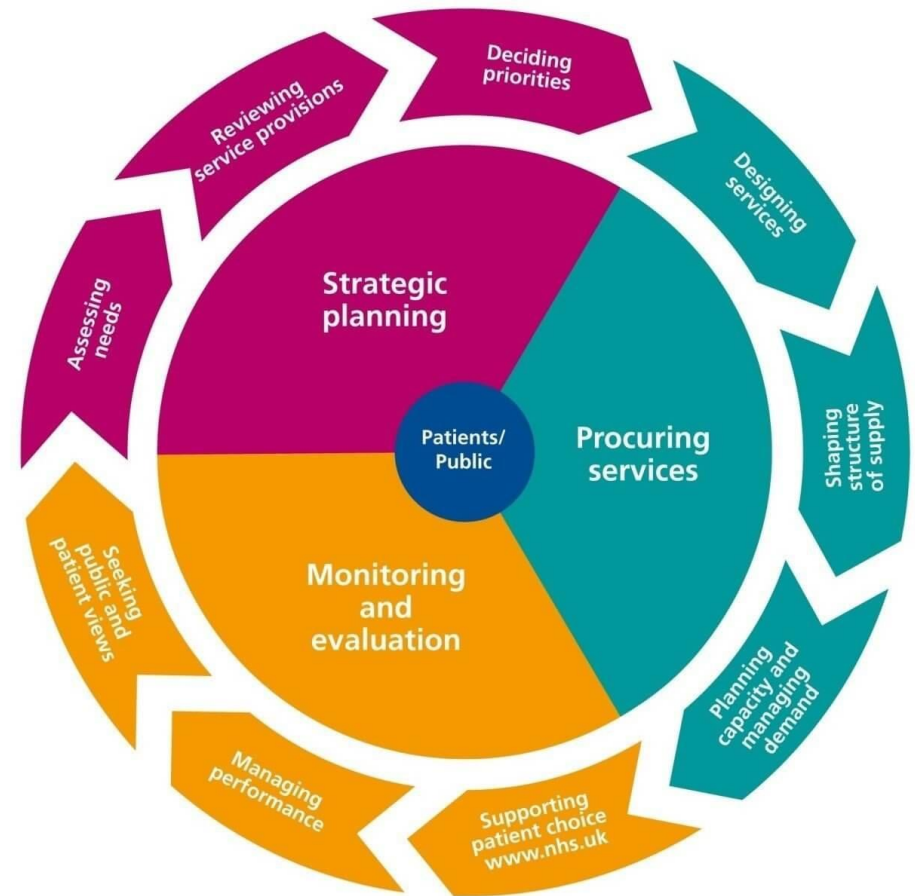 Deciding
priorities
Designing
services
Shaping
structure
of supply
Planning
capacity and
managing
demand
Supporting
patient choice
www.nhs.uk
Managing
performance
Seeking
public and
patient views
Assessing
needs
Reviewing
service provisions
Strategic
planning
Procuring
services
Monitoring
and
evaluation
Patients/
Public